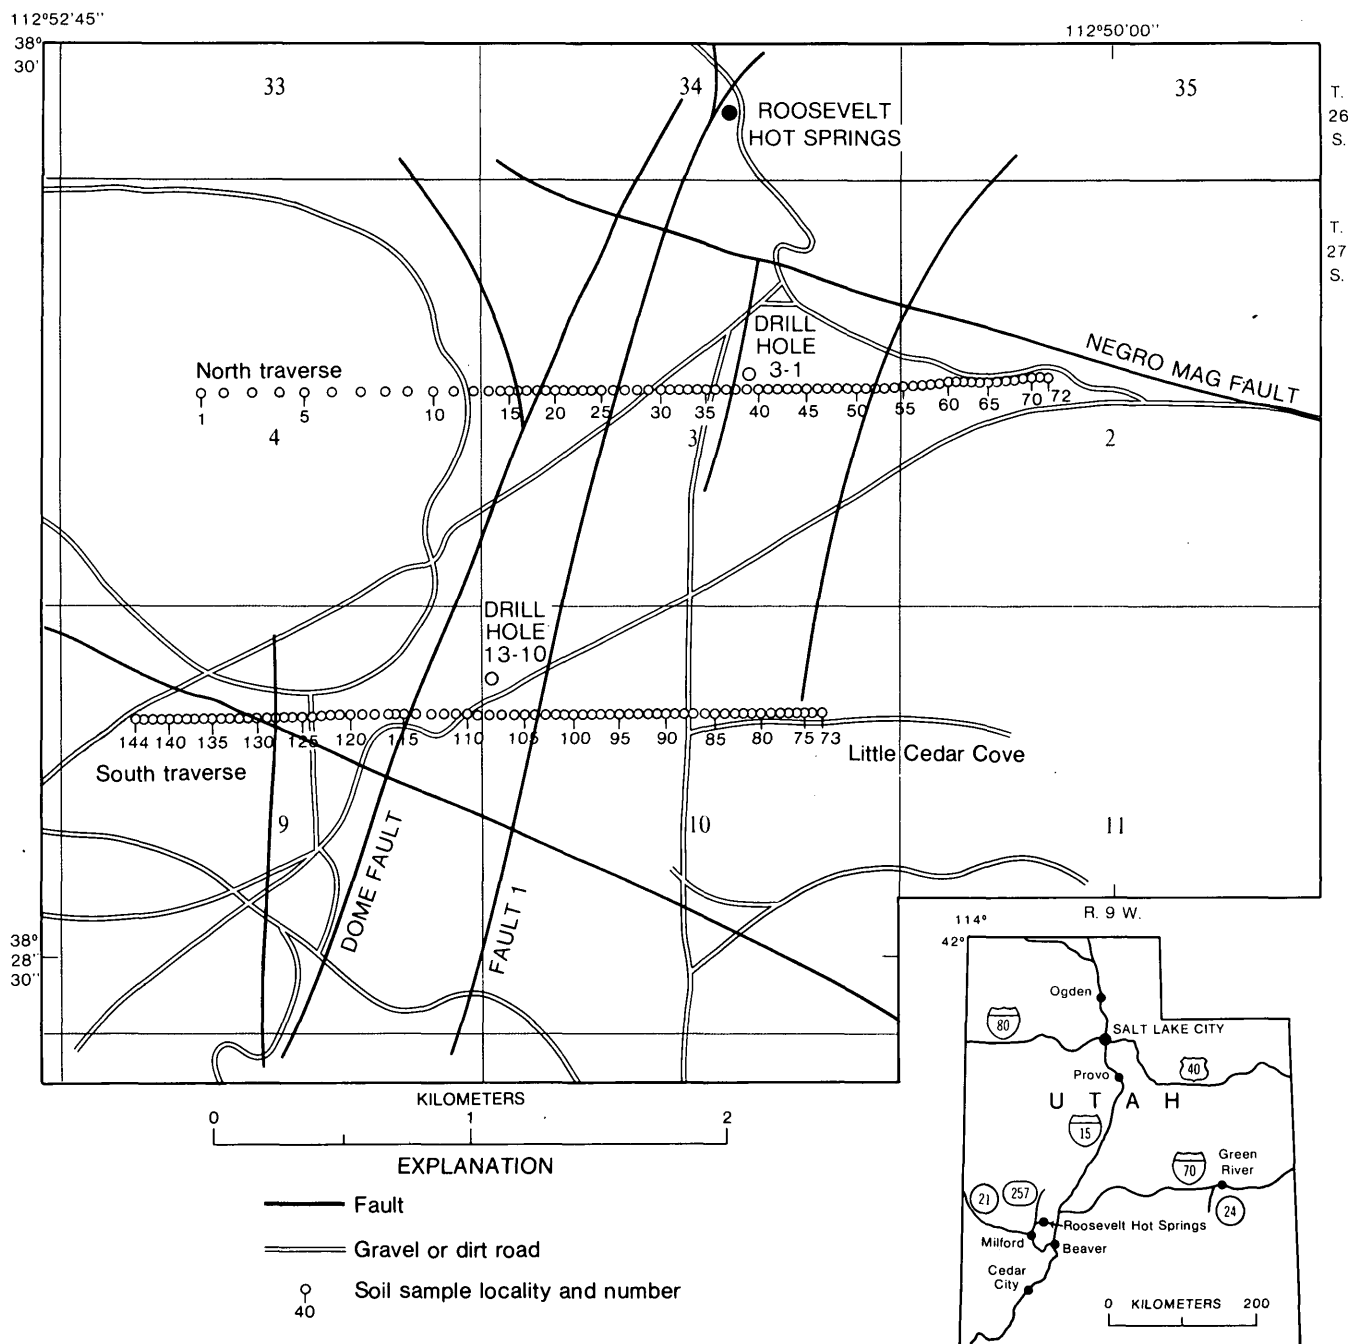 112°52'45"
112°50'00"
38°
30'
33
34
35
T.
26
S.
ROOSEVELT
HOT SPRINGS
T.
27
S.
DRILL
HOLE
3-1
NEGRO MAG FAULT
North traverse
1 5 10 15 20 25 30 35 40 45 50 55 60 65 70 72
4
3
2
DRILL
HOLE
13-10
144 140 135 130 125 120 115 110 105 100 95 90 85 80 75 73
South traverse
Little Cedar Cove
9
10
11
DOME FAULT
FAULT 1
38°
28"
30"
R. 9 W.
KILOMETERS
0 1 2
EXPLANATION
Fault
Gravel or dirt road
40
Soil sample locality and number
114°
42°
Ogden
80
SALT LAKE CITY
Provo
40
UTAH
15
Green
River
70
21
257
24
Roosevelt Hot Springs
Milford
Beaver
Cedar
City
0 KILOMETERS 200